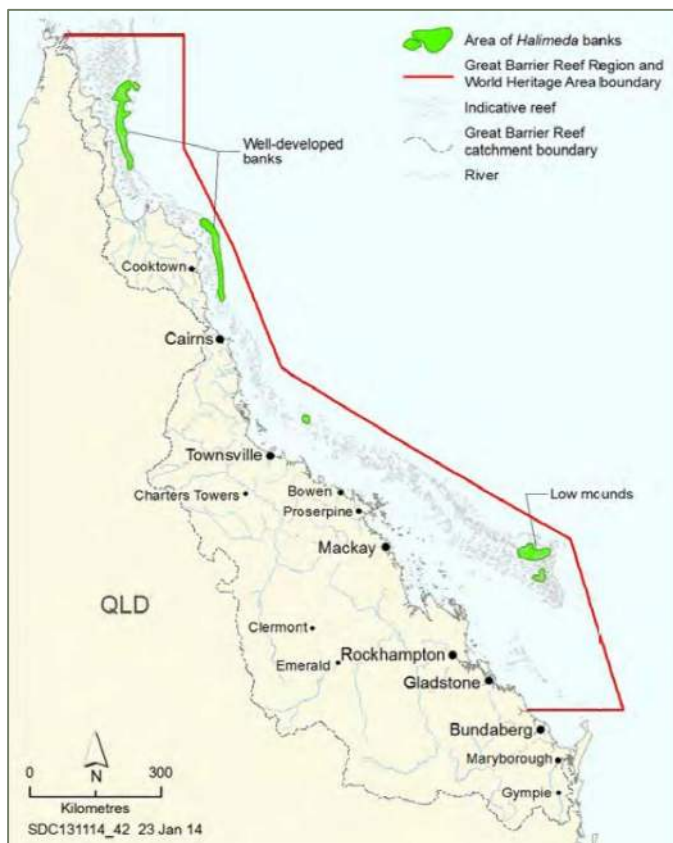 Area of Halimeda banks
Great Barrier Reef Region and
World Heritage Area boundary
Indicative reef
Great Barrier Reef
catchment boundary
River
Well-developed
banks
Cooktown
Cairns
Townsville
Charters Towers
Bowen
Proserpine
Low mounds
Mackay
QLD
Clermont
Emerald
Rockhampton
Gladstone
Bundaberg
Maryborough
Gympie
0 300
N
Kilometres
SDC131114_42 23 Jan 14